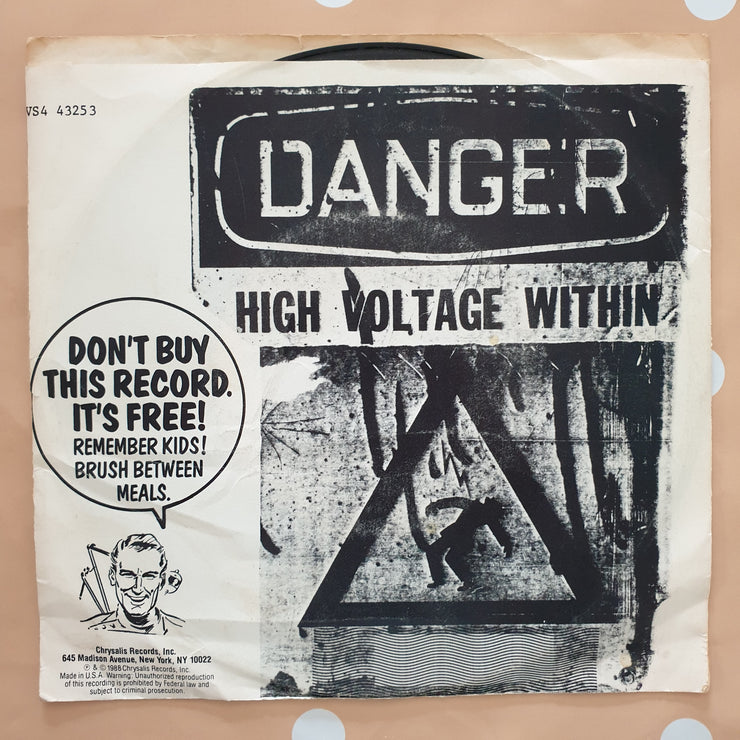 VS4 43253
DANGER
HIGH VOLTAGE WITHIN
DON'T BUY
THIS RECORD.
IT'S FREE!
REMEMBER KIDS!
BRUSH BETWEEN
MEALS.
Chrysalis Records, Inc.
645 Madison Avenue, New York, NY 10022
℗ & © 1988 Chrysalis Records, Inc.
Made in U.S.A. Warning: Unauthorized reproduction
of this recording is prohibited by Federal law and
subject to criminal prosecution.